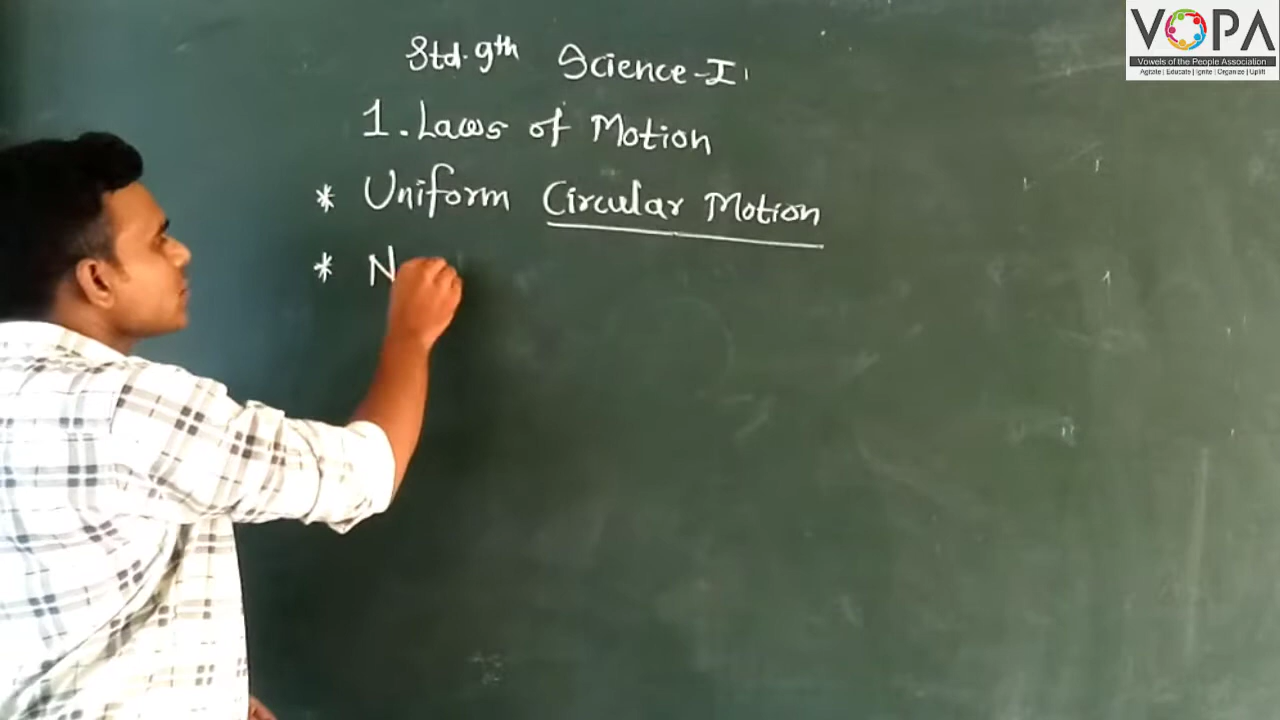 Std. 9th Science-I
1. Laws of Motion
* Uniform Circular Motion
* N
VOPA
Vowels of the People Association
Agitate | Educate | Ignite | Organize | Uplift